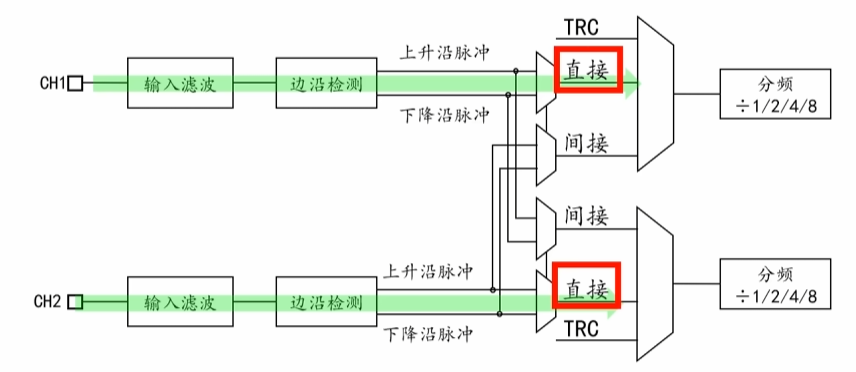 TRC
上升沿脉冲
直接
CH1
输入滤波
边沿检测
分频
÷1/2/4/8
下降沿脉冲
间接
间接
上升沿脉冲
直接
CH2
输入滤波
边沿检测
分频
÷1/2/4/8
下降沿脉冲
TRC